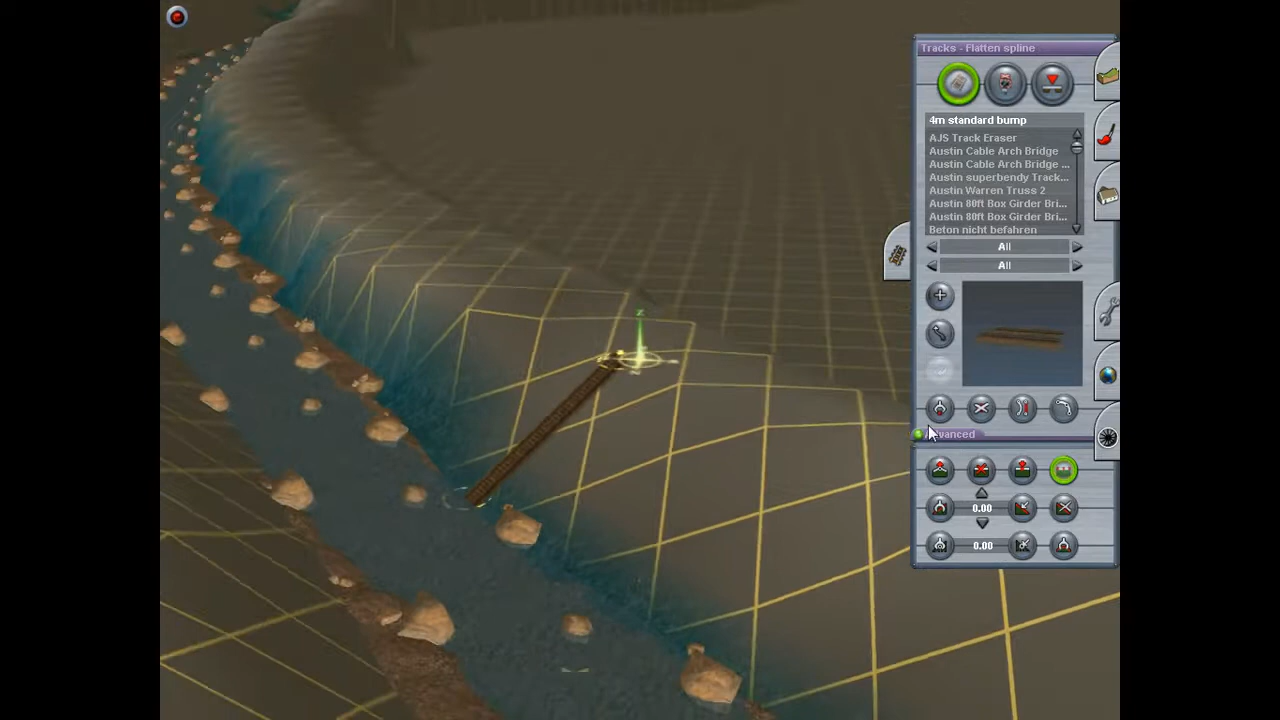 Tracks - Flatten spline
4m standard bump
AJS Track Eraser
Austin Cable Arch Bridge
Austin Cable Arch Bridge ...
Austin superbendy Track...
Austin Warren Truss 2
Austin 80ft Box Girder Bri...
Austin 80ft Box Girder Bri...
Beton nicht befahren
All
All
vanced
0.00
0.00